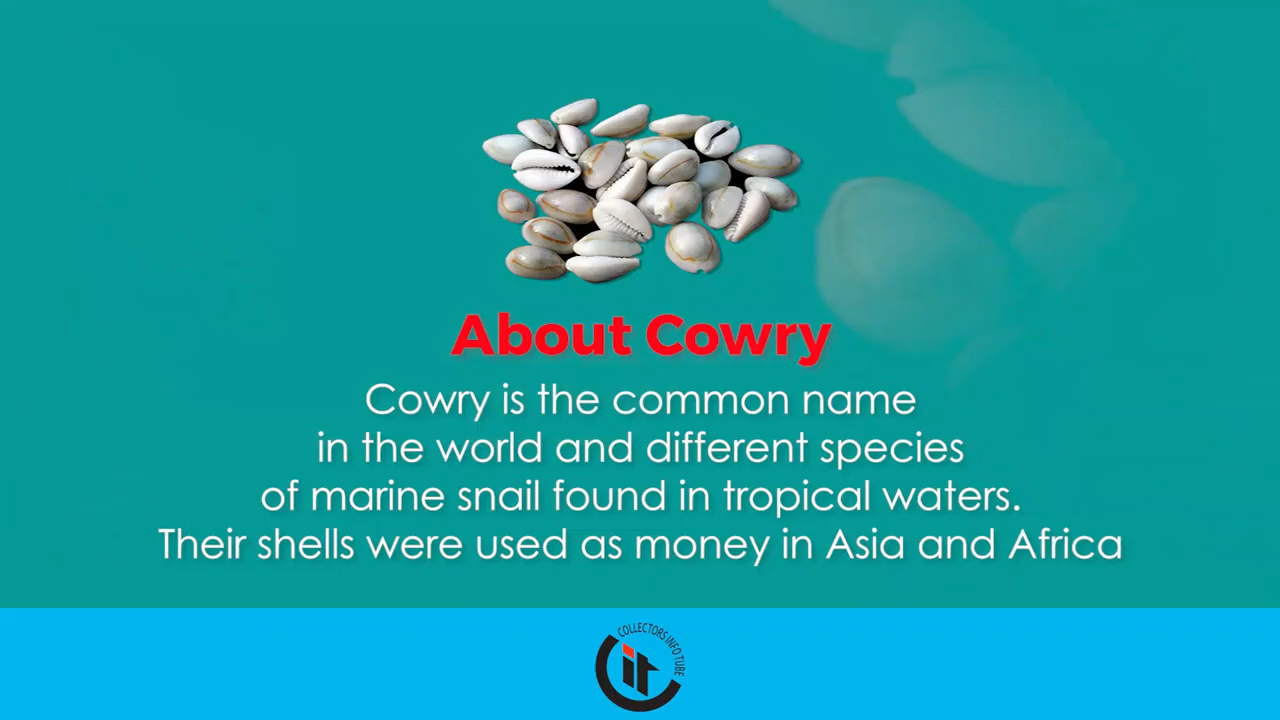 About Cowry
Cowry is the common name
in the world and different species
of marine snail found in tropical waters.
Their shells were used as money in Asia and Africa
COLLECTORS INFO TUBE
it